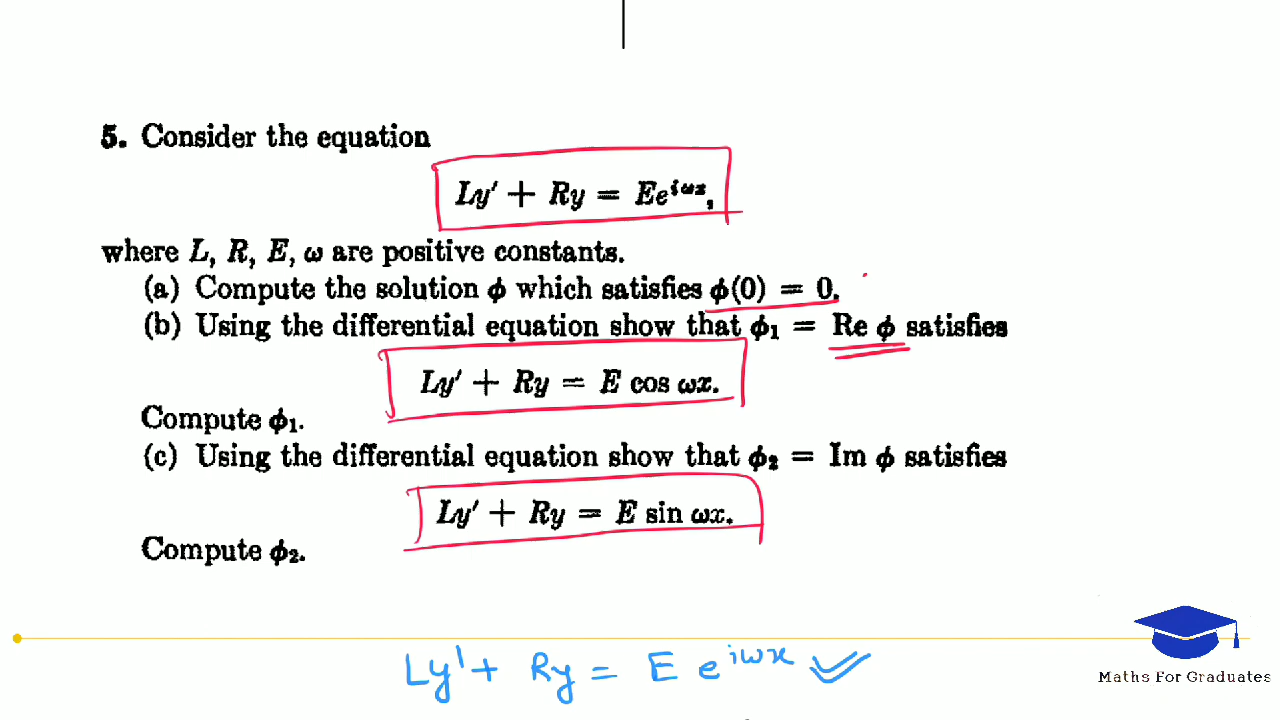 5. Consider the equation
Ly′ + Ry = Ee^{iωx},
where L, R, E, ω are positive constants.
(a) Compute the solution ϕ which satisfies ϕ(0) = 0.
(b) Using the differential equation show that ϕ₁ = Re ϕ satisfies
Ly′ + Ry = E cos ωx.
Compute ϕ₁.
(c) Using the differential equation show that ϕ₂ = Im ϕ satisfies
Ly′ + Ry = E sin ωx.
Compute ϕ₂.
Ly′ + Ry = E e^{iωx}
Maths For Graduates